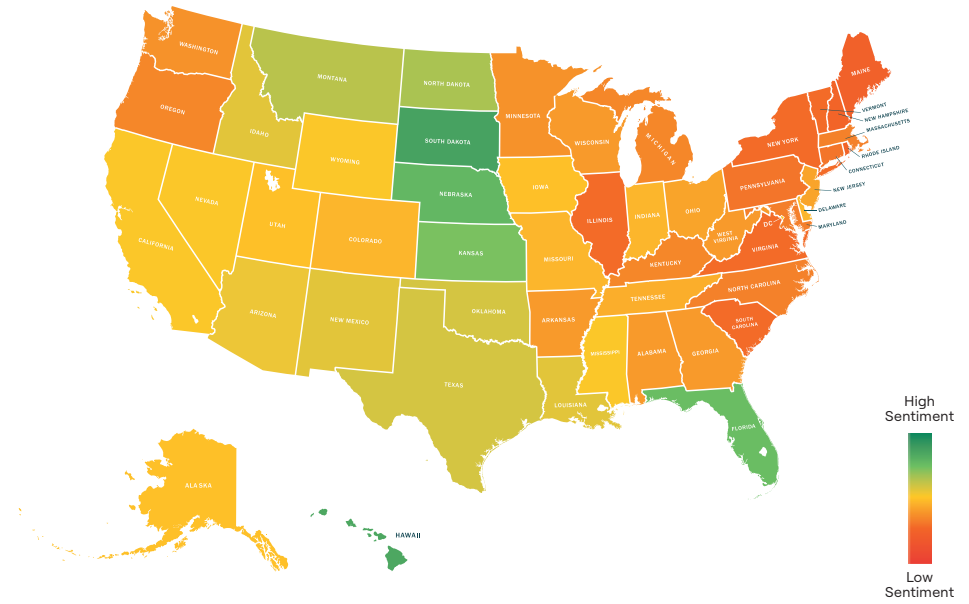 WASHINGTON
MONTANA
NORTH DAKOTA
MAINE
OREGON
IDAHO
SOUTH DAKOTA
MINNESOTA
WISCONSIN
MICHIGAN
NEW YORK
VERMONT
NEW HAMPSHIRE
MASSACHUSETTS
RHODE ISLAND
CONNECTICUT
WYOMING
NEBRASKA
IOWA
PENNSYLVANIA
NEW JERSEY
NEVADA
UTAH
COLORADO
KANSAS
ILLINOIS
INDIANA
OHIO
DELAWARE
MARYLAND
DC
WEST
VIRGINIA
VIRGINIA
CALIFORNIA
MISSOURI
KENTUCKY
NORTH CAROLINA
TENNESSEE
ARIZONA
NEW MEXICO
OKLAHOMA
ARKANSAS
SOUTH
CAROLINA
MISSISSIPPI
ALABAMA
GEORGIA
TEXAS
LOUISIANA
FLORIDA
ALASKA
HAWAII
High
Sentiment
Low
Sentiment